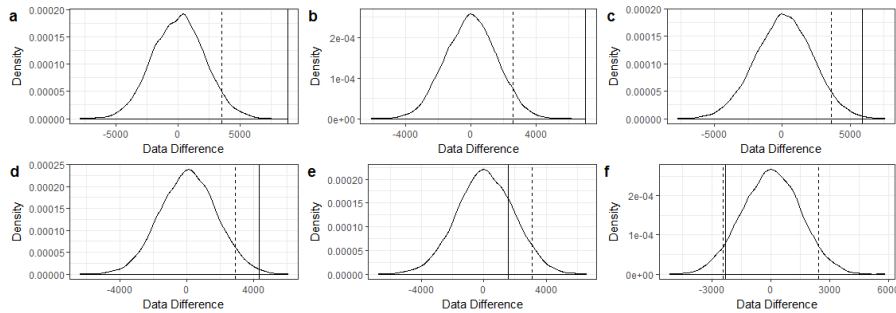 a
Density
0.00020
0.00015
0.00010
0.00005
0.00000
-5000 0 5000
Data Difference
b
Density
2e-04
1e-04
0e+00
-4000 0 4000
Data Difference
c
Density
0.00020
0.00015
0.00010
0.00005
0.00000
-5000 0 5000
Data Difference
d
Density
0.00025
0.00020
0.00015
0.00010
0.00005
0.00000
-4000 0 4000
Data Difference
e
Density
0.00020
0.00015
0.00010
0.00005
0.00000
-4000 0 4000
Data Difference
f
Density
2e-04
1e-04
0e+00
-3000 0 3000 6000
Data Difference